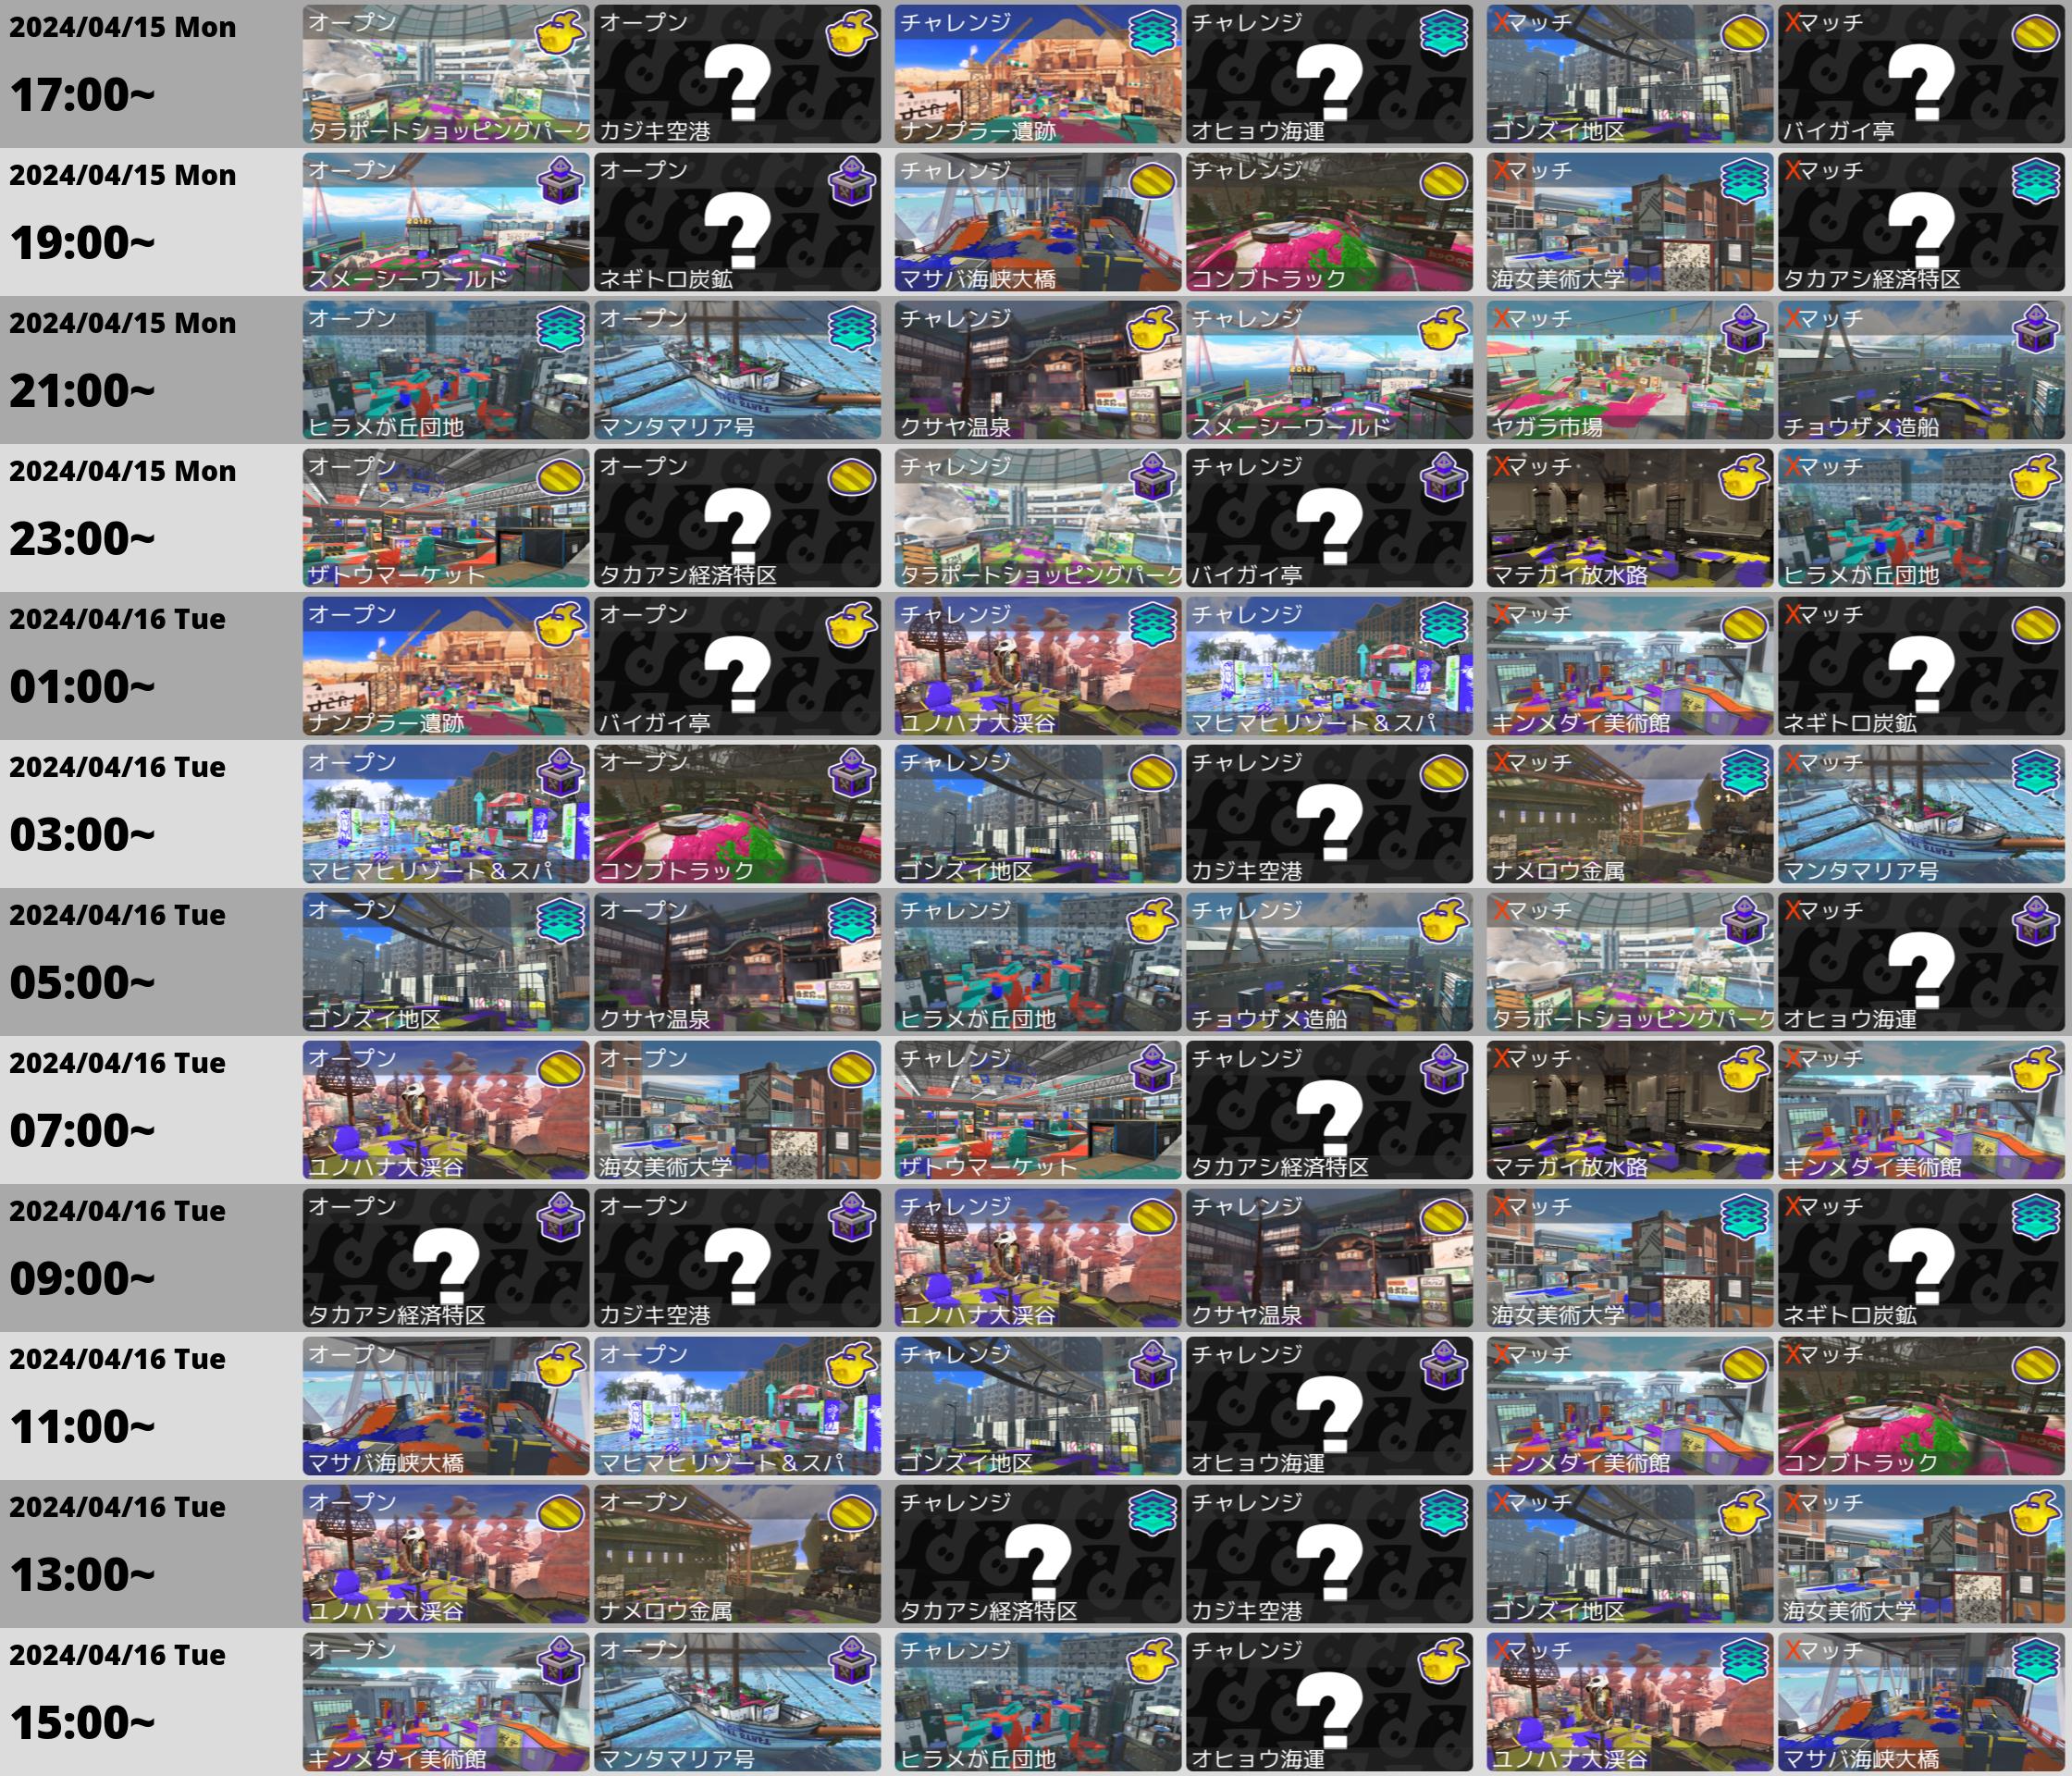 2024/04/15 Mon
17:00~
オープン
タラポートショッピングパーク
オープン
カジキ空港
チャレンジ
ナンプラー遺跡
チャレンジ
オヒョウ海運
Xマッチ
ゴンズイ地区
Xマッチ
バイガイ亭
2024/04/15 Mon
19:00~
オープン
スメーシーワールド
オープン
ネギトロ炭鉱
チャレンジ
マサバ海峡大橋
チャレンジ
コンブトラック
Xマッチ
海女美術大学
Xマッチ
タカアシ経済特区
2024/04/15 Mon
21:00~
オープン
ヒラメが丘団地
オープン
マンタマリア号
チャレンジ
クサヤ温泉
チャレンジ
スメーシーワールド
Xマッチ
ヤガラ市場
Xマッチ
チョウザメ造船
2024/04/15 Mon
23:00~
オープン
ザトウマーケット
オープン
タカアシ経済特区
チャレンジ
タラポートショッピングパーク
チャレンジ
バイガイ亭
Xマッチ
マテガイ放水路
Xマッチ
ヒラメが丘団地
2024/04/16 Tue
01:00~
オープン
ナンプラー遺跡
オープン
バイガイ亭
チャレンジ
ユノハナ大渓谷
チャレンジ
マヒマヒリゾート&スパ
Xマッチ
キンメダイ美術館
Xマッチ
ネギトロ炭鉱
2024/04/16 Tue
03:00~
オープン
マヒマヒリゾート&スパ
オープン
コンブトラック
チャレンジ
ゴンズイ地区
チャレンジ
カジキ空港
Xマッチ
ナメロウ金属
Xマッチ
マンタマリア号
2024/04/16 Tue
05:00~
オープン
ゴンズイ地区
オープン
クサヤ温泉
チャレンジ
ヒラメが丘団地
チャレンジ
チョウザメ造船
Xマッチ
タラポートショッピングパーク
Xマッチ
オヒョウ海運
2024/04/16 Tue
07:00~
オープン
ユノハナ大渓谷
オープン
海女美術大学
チャレンジ
ザトウマーケット
チャレンジ
タカアシ経済特区
Xマッチ
マテガイ放水路
Xマッチ
キンメダイ美術館
2024/04/16 Tue
09:00~
オープン
タカアシ経済特区
オープン
カジキ空港
チャレンジ
ユノハナ大渓谷
チャレンジ
クサヤ温泉
Xマッチ
海女美術大学
Xマッチ
ネギトロ炭鉱
2024/04/16 Tue
11:00~
オープン
マサバ海峡大橋
オープン
マヒマヒリゾート&スパ
チャレンジ
ゴンズイ地区
チャレンジ
オヒョウ海運
Xマッチ
キンメダイ美術館
Xマッチ
コンブトラック
2024/04/16 Tue
13:00~
オープン
ユノハナ大渓谷
オープン
ナメロウ金属
チャレンジ
タカアシ経済特区
チャレンジ
カジキ空港
Xマッチ
ゴンズイ地区
Xマッチ
海女美術大学
2024/04/16 Tue
15:00~
オープン
キンメダイ美術館
オープン
マンタマリア号
チャレンジ
ヒラメが丘団地
チャレンジ
オヒョウ海運
Xマッチ
ユノハナ大渓谷
Xマッチ
マサバ海峡大橋